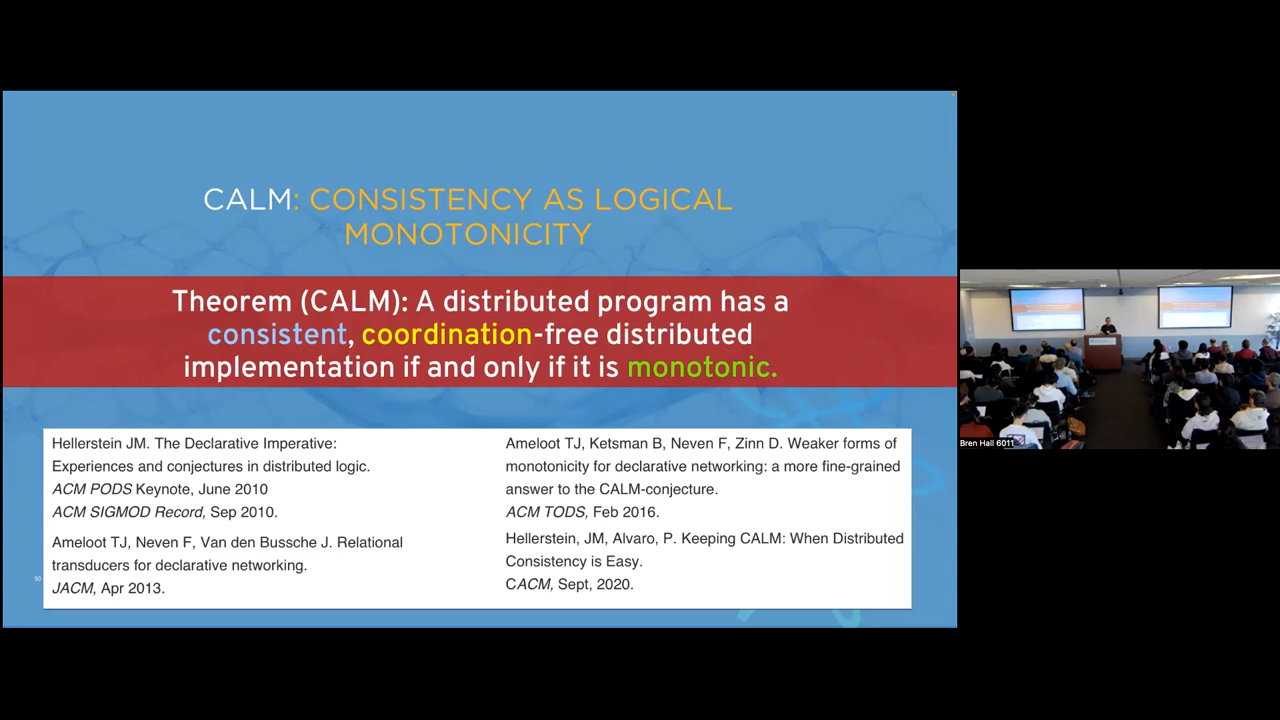 CALM: CONSISTENCY AS LOGICAL
MONOTONICITY
Theorem (CALM): A distributed program has a
consistent, coordination-free distributed
implementation if and only if it is monotonic.
Hellerstein JM. The Declarative Imperative:
Experiences and conjectures in distributed logic.
ACM PODS Keynote, June 2010
ACM SIGMOD Record, Sep 2010.
Ameloot TJ, Neven F, Van den Bussche J. Relational
transducers for declarative networking.
JACM, Apr 2013.
Ameloot TJ, Ketsman B, Neven F, Zinn D. Weaker forms of
monotonicity for declarative networking: a more fine-grained
answer to the CALM-conjecture.
ACM TODS, Feb 2016.
Hellerstein, JM, Alvaro, P. Keeping CALM: When Distributed
Consistency is Easy.
CACM, Sept, 2020.
50
Bren Hall 6011